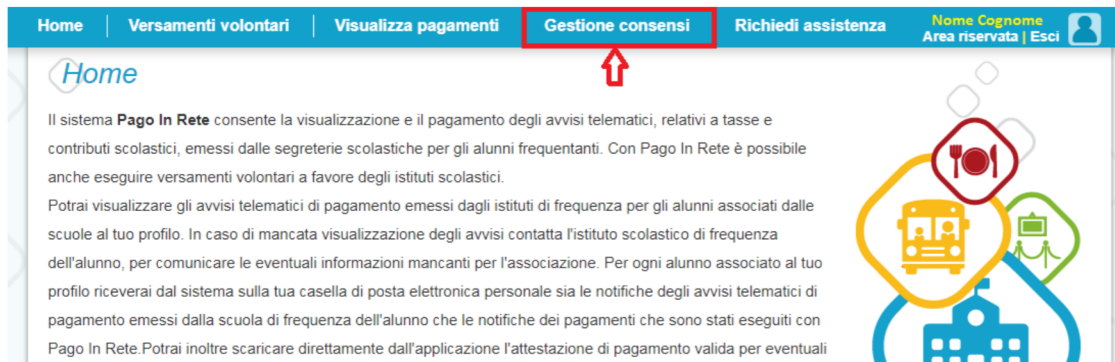 Home Versamenti volontari Visualizza pagamenti Gestione consensi Richiedi assistenza Nome Cognome
Area riservata | Esci
Home
Il sistema Pago In Rete consente la visualizzazione e il pagamento degli avvisi telematici, relativi a tasse e
contributi scolastici, emessi dalle segreterie scolastiche per gli alunni frequentanti. Con Pago In Rete è possibile
anche eseguire versamenti volontari a favore degli istituti scolastici.
Potrai visualizzare gli avvisi telematici di pagamento emessi dagli istituti di frequenza per gli alunni associati dalle
scuole al tuo profilo. In caso di mancata visualizzazione degli avvisi contatta l'istituto scolastico di frequenza
dell'alunno, per comunicare le eventuali informazioni mancanti per l'associazione. Per ogni alunno associato al tuo
profilo riceverai dal sistema sulla tua casella di posta elettronica personale sia le notifiche degli avvisi telematici di
pagamento emessi dalla scuola di frequenza dell'alunno che le notifiche dei pagamenti che sono stati eseguiti con
Pago In Rete.Potrai inoltre scaricare direttamente dall'applicazione l'attestazione di pagamento valida per eventuali